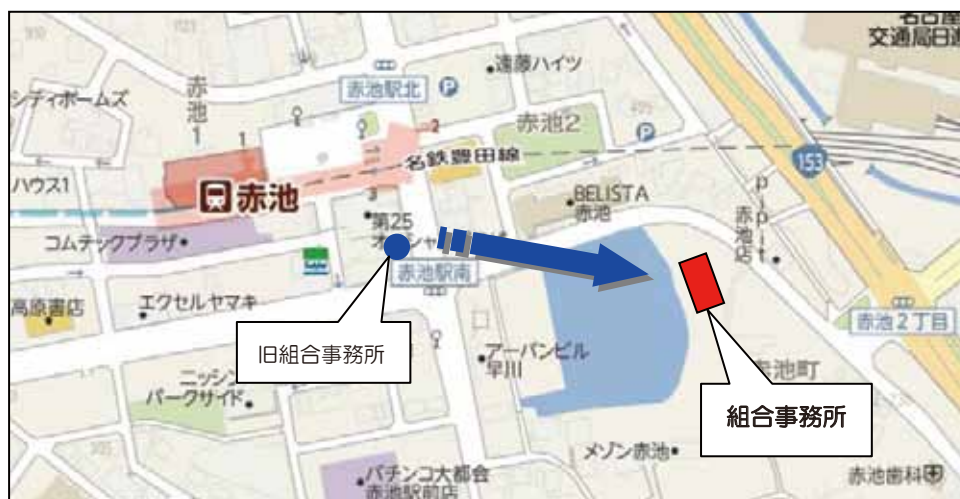 名古屋
交通局日進
遠藤ハイツ
赤池駅北
P
シティホームズ
赤池1
1
2
赤池2
P
名鉄豊田線
153
ハウス1
赤池
3
第25
BELISTA
赤池
pipit
赤池店
コムテックプラザ
赤池駅南
高原書店
エクセルヤマキ
赤池2丁目
旧組合事務所
アーバンビル
早川
赤池町
ニッシン
パークサイド
組合事務所
メゾン赤池
パチンコ大都会
赤池駅前店
赤池歯科